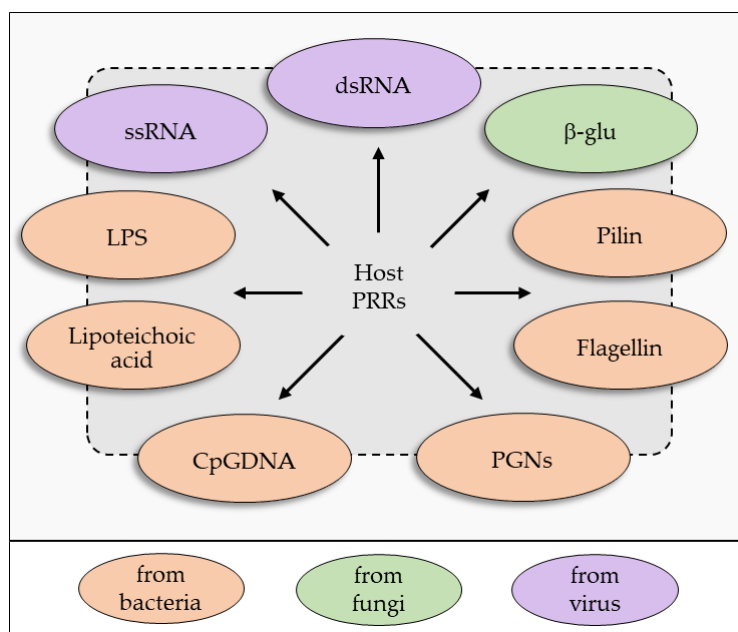 dsRNA
ssRNA
β-glu
LPS
Pilin
Host
PRRs
Lipoteichoic
acid
Flagellin
CpGDNA
PGNs
from
bacteria
from
fungi
from
virus